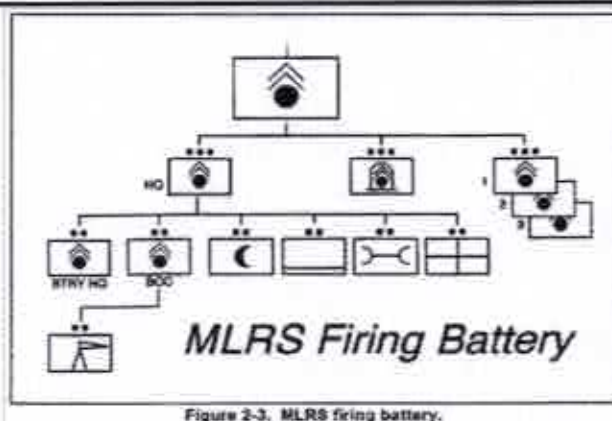 HQ
1
2
3
BTRY HQ
BOC
MLRS Firing Battery
Figure 2-3. MLRS firing battery.